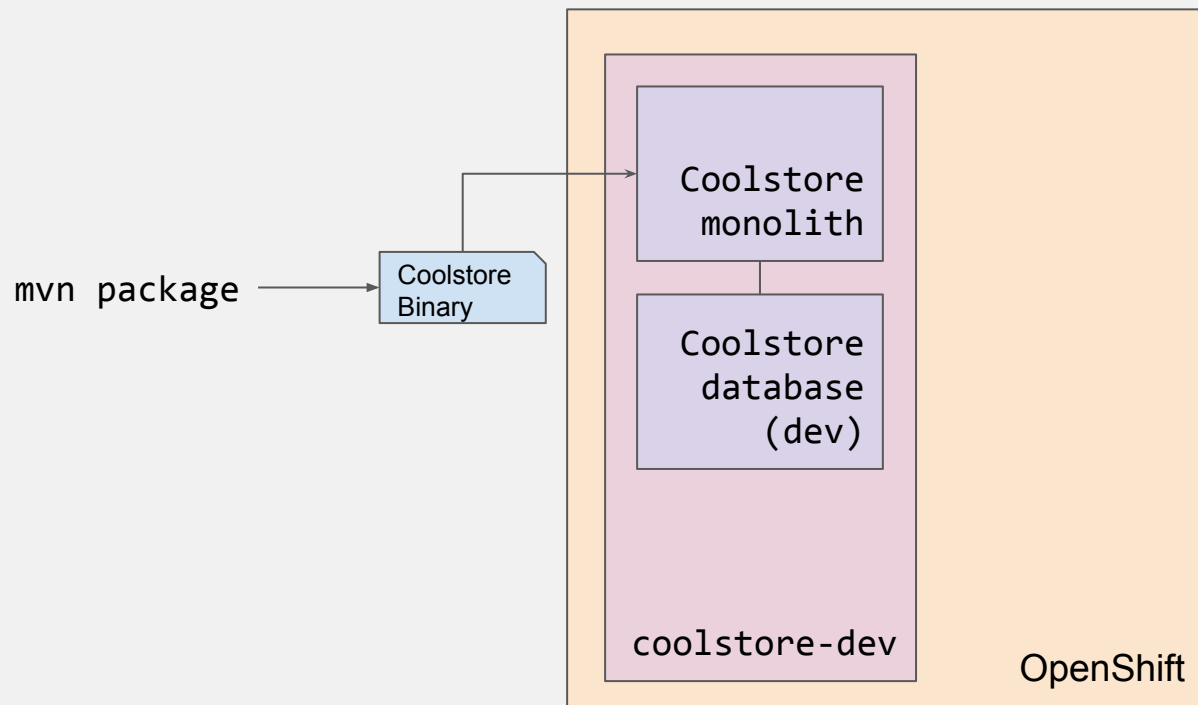 mvn package
Coolstore
Binary
Coolstore
monolith
Coolstore
database
(dev)
coolstore-dev
OpenShift